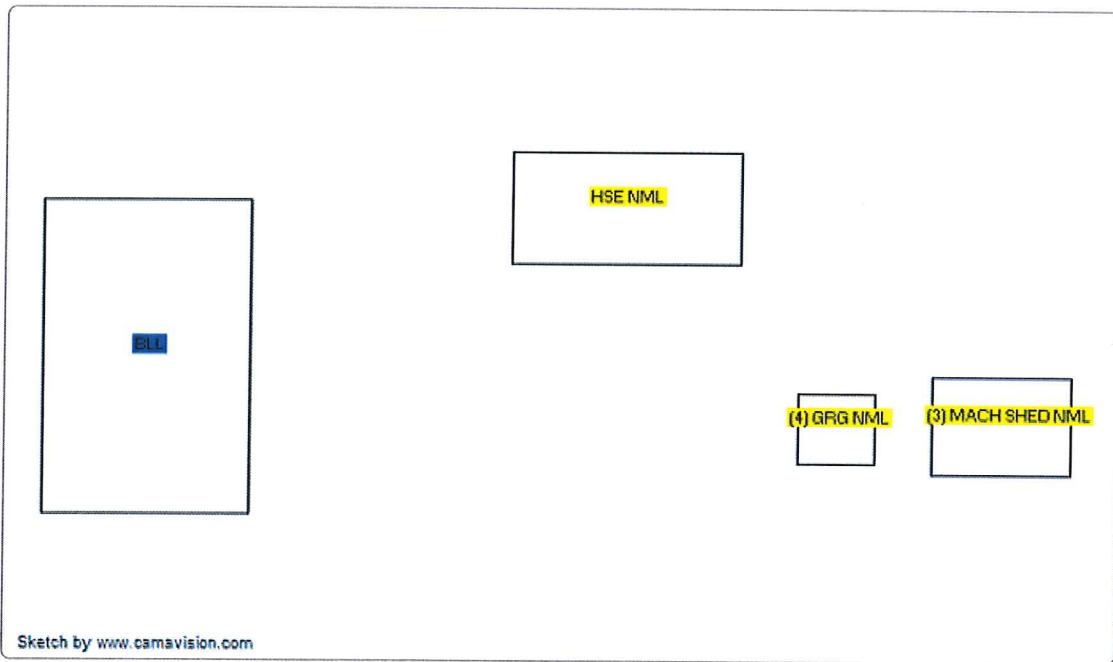 HSE NML
BLL
(4) GRG NML
(3) MACH SHED NML
Sketch by www.camavision.com